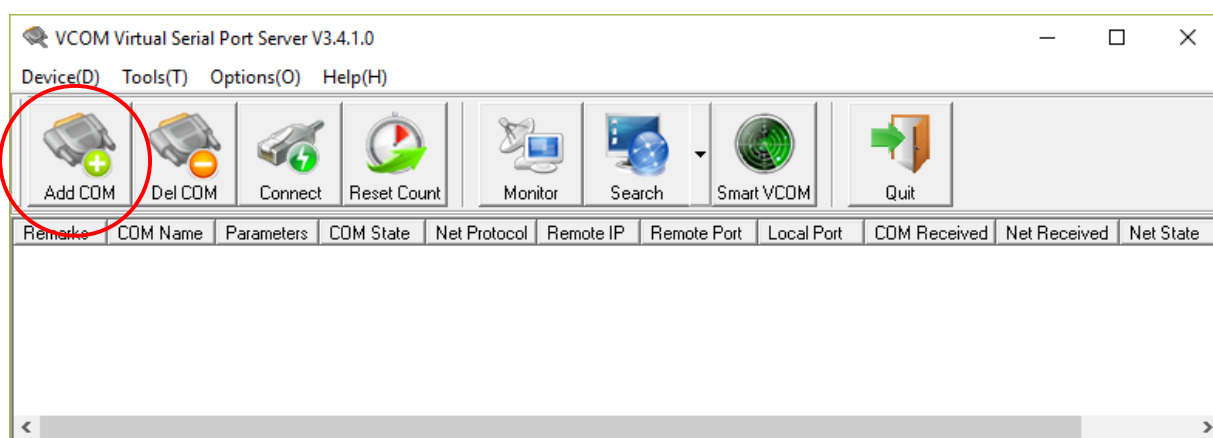 VCOM Virtual Serial Port Server V3.4.1.0
Device(D) Tools(T) Options(O) Help(H)
Add COM Del COM Connect Reset Count Monitor Search Smart VCOM Quit
Remarks COM Name Parameters COM State Net Protocol Remote IP Remote Port Local Port COM Received Net Received Net State